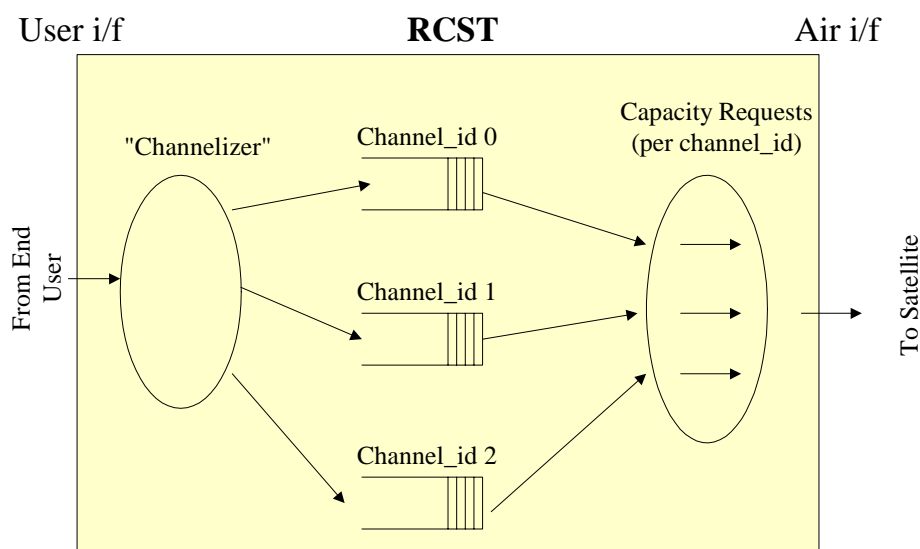 User i/f
RCST
Air i/f
Capacity Requests
(per channel_id)
"Channelizer"
Channel_id 0
From End
User
Channel_id 1
To Satellite
Channel_id 2